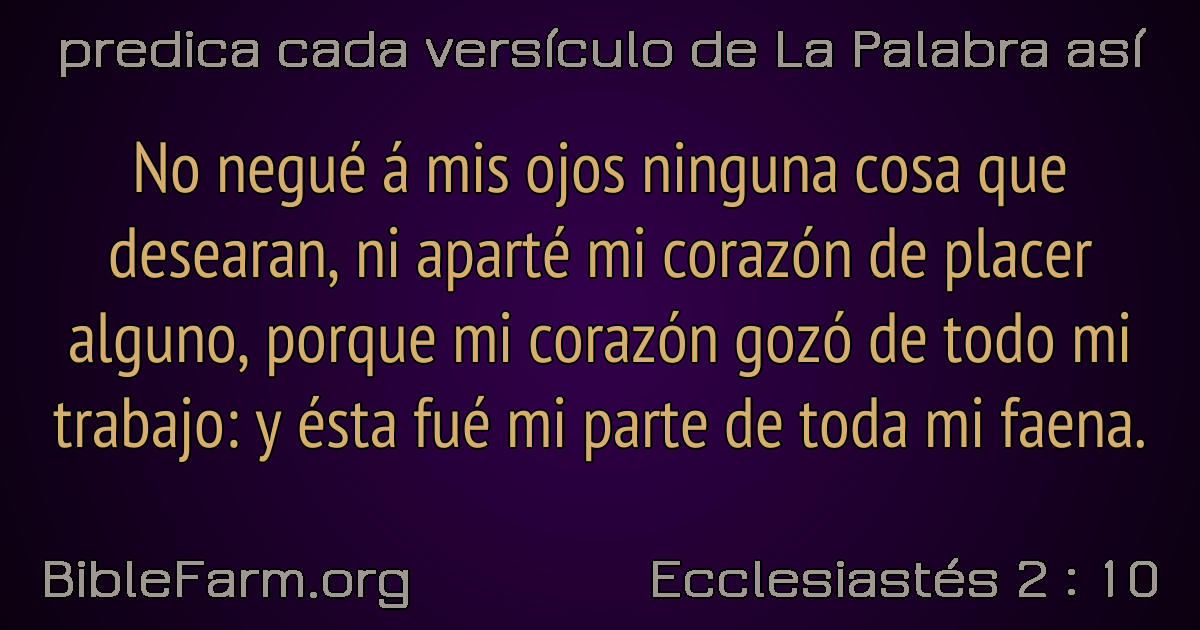 predica cada versículo de La Palabra así
No negué á mis ojos ninguna cosa que
desearan, ni aparté mi corazón de placer
alguno, porque mi corazón gozó de todo mi
trabajo: y ésta fué mi parte de toda mi faena.
BibleFarm.org
Ecclesiastés 2 : 10